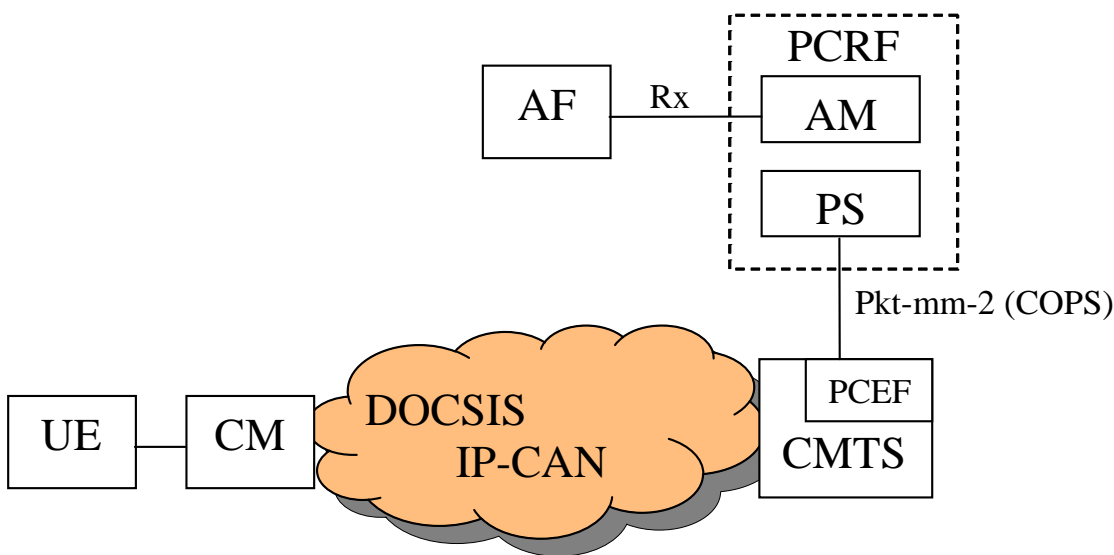 PCRF
AF
Rx
AM
PS
Pkt-mm-2 (COPS)
PCEF
UE
CM
DOCSIS
IP-CAN
CMTS